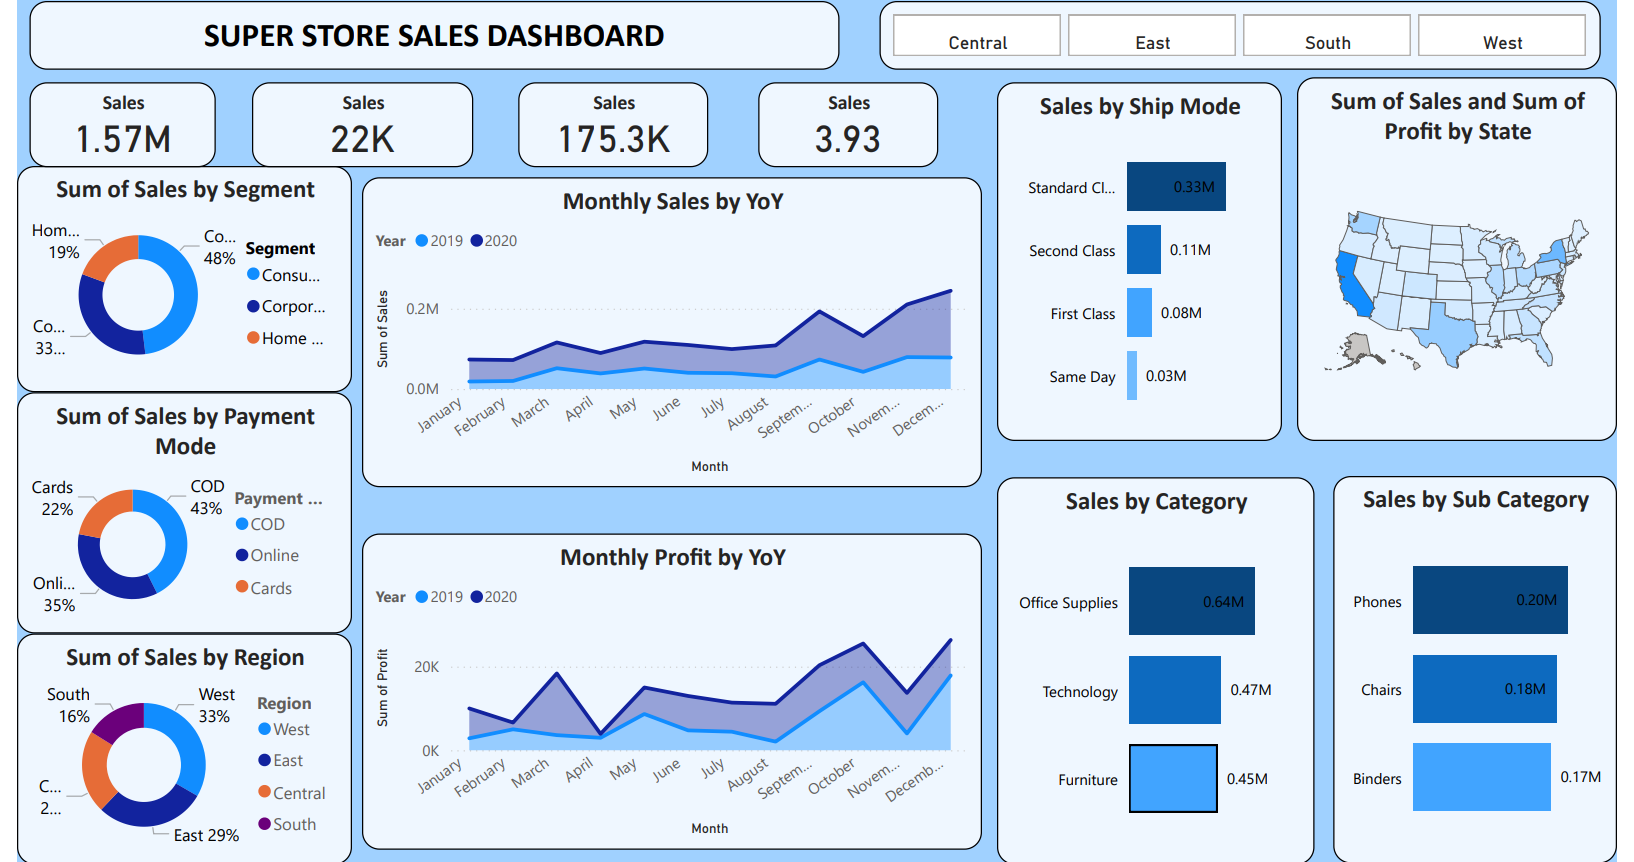 SUPER STORE SALES DASHBOARD
Central
East
South
West
Sales
1.57M
Sales
22K
Sales
175.3K
Sales
3.93
Sum of Sales by Segment
Hom...
19%
Co...
48%
Co...
33...
Segment
Consu...
Corpor...
Home ...
Sum of Sales by Payment
Mode
Cards
22%
COD
43%
Onli...
35%
Payment ...
COD
Online
Cards
Sum of Sales by Region
South
16%
West
33%
C...
2...
East 29%
Region
West
East
Central
South
Monthly Sales by YoY
Year 2019 2020
Sum of Sales
0.2M
0.0M
January
February
March
April
May
June
July
August
Septem...
October
Novem...
Decem...
Month
Monthly Profit by YoY
Year 2019 2020
Sum of Profit
20K
0K
January
February
March
April
May
June
July
August
Septem...
October
Novem...
Decemb...
Month
Sales by Ship Mode
Standard Cl... 0.33M
Second Class 0.11M
First Class 0.08M
Same Day 0.03M
Sum of Sales and Sum of
Profit by State
Sales by Category
Office Supplies 0.64M
Technology 0.47M
Furniture 0.45M
Sales by Sub Category
Phones 0.20M
Chairs 0.18M
Binders 0.17M